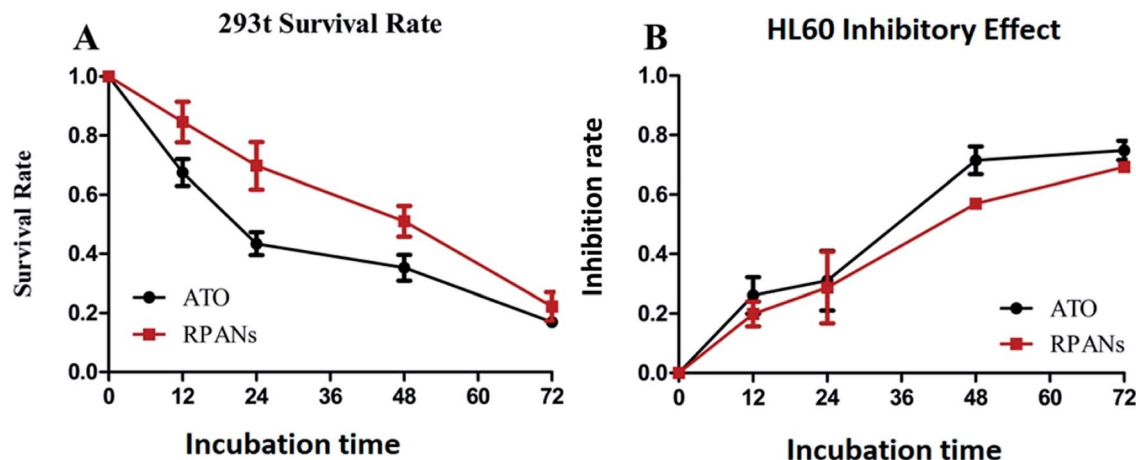 A
293t Survival Rate
Survival Rate
1.0
0.8
0.6
0.4
0.2
0.0
ATO
RPANs
0 12 24 36 48 60 72
Incubation time
B
HL60 Inhibitory Effect
Inhibition rate
1.0
0.8
0.6
0.4
0.2
0.0
ATO
RPANs
0 12 24 36 48 60 72
Incubation time